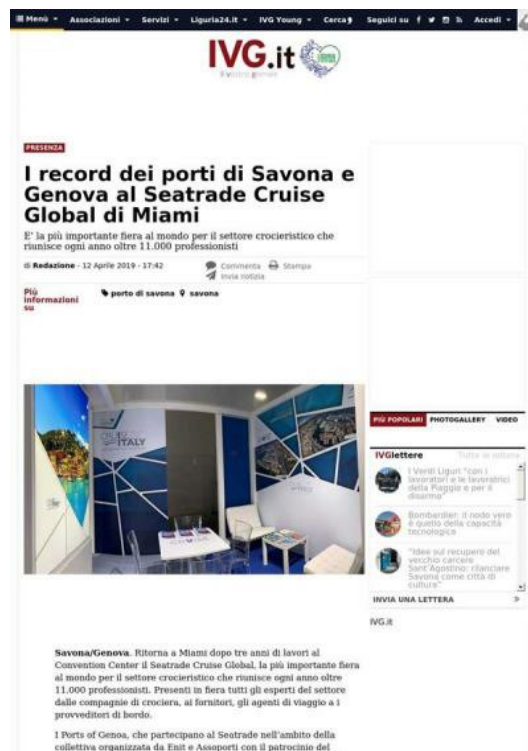 Menù Associazioni Servizi Liguria24.it IVG Young Cerca Seguici su Accedi
IVG.it
il vostro giornale
PRESENZA
I record dei porti di Savona e
Genova al Seatrade Cruise
Global di Miami
E' la più importante fiera al mondo per il settore crocieristico che
riunisce ogni anno oltre 11.000 professionisti
di Redazione - 12 Aprile 2019 - 17:42
Commenta Stampa
Invia notizia
Più
informazioni
su
porto di savona savona
ITALY
PIÙ POPOLARI PHOTOGALLERY VIDEO
IVGlettere Tutte le lettere
I Verdi Liguri "con i
lavoratori e le lavoratrici
della Piaggio e per il
disarmo"
Bombardier: il nodo vero
è quello della capacità
tecnologica
"Idee sul recupero del
vecchio carcere
Sant'Agostino: rilanciare
Savona come città di
cultura"
INVIA UNA LETTERA »
IVG.it
Savona/Genova. Ritorna a Miami dopo tre anni di lavori al
Convention Center il Seatrade Cruise Global, la più importante fiera
al mondo per il settore crocieristico che riunisce ogni anno oltre
11.000 professionisti. Presenti in fiera tutti gli esperti del settore
dalle compagnie di crociera, ai fornitori, gli agenti di viaggio a i
provveditori di bordo.
I Ports of Genoa, che partecipano al Seatrade nell'ambito della
collettiva organizzata da Enit e Assoporti con il patrocinio del